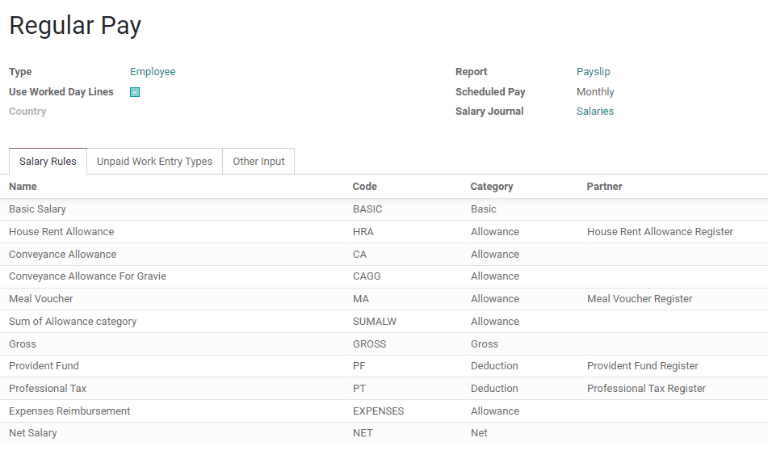 Regular Pay
Type Employee Report Payslip
Use Worked Day Lines Scheduled Pay Monthly
Country Salary Journal Salaries
Salary Rules Unpaid Work Entry Types Other Input
Name Code Category Partner
Basic Salary BASIC Basic
House Rent Allowance HRA Allowance House Rent Allowance Register
Conveyance Allowance CA Allowance
Conveyance Allowance For Gravie CAGG Allowance
Meal Voucher MA Allowance Meal Voucher Register
Sum of Allowance category SUMALW Allowance
Gross GROSS Gross
Provident Fund PF Deduction Provident Fund Register
Professional Tax PT Deduction Professional Tax Register
Expenses Reimbursement EXPENSES Allowance
Net Salary NET Net